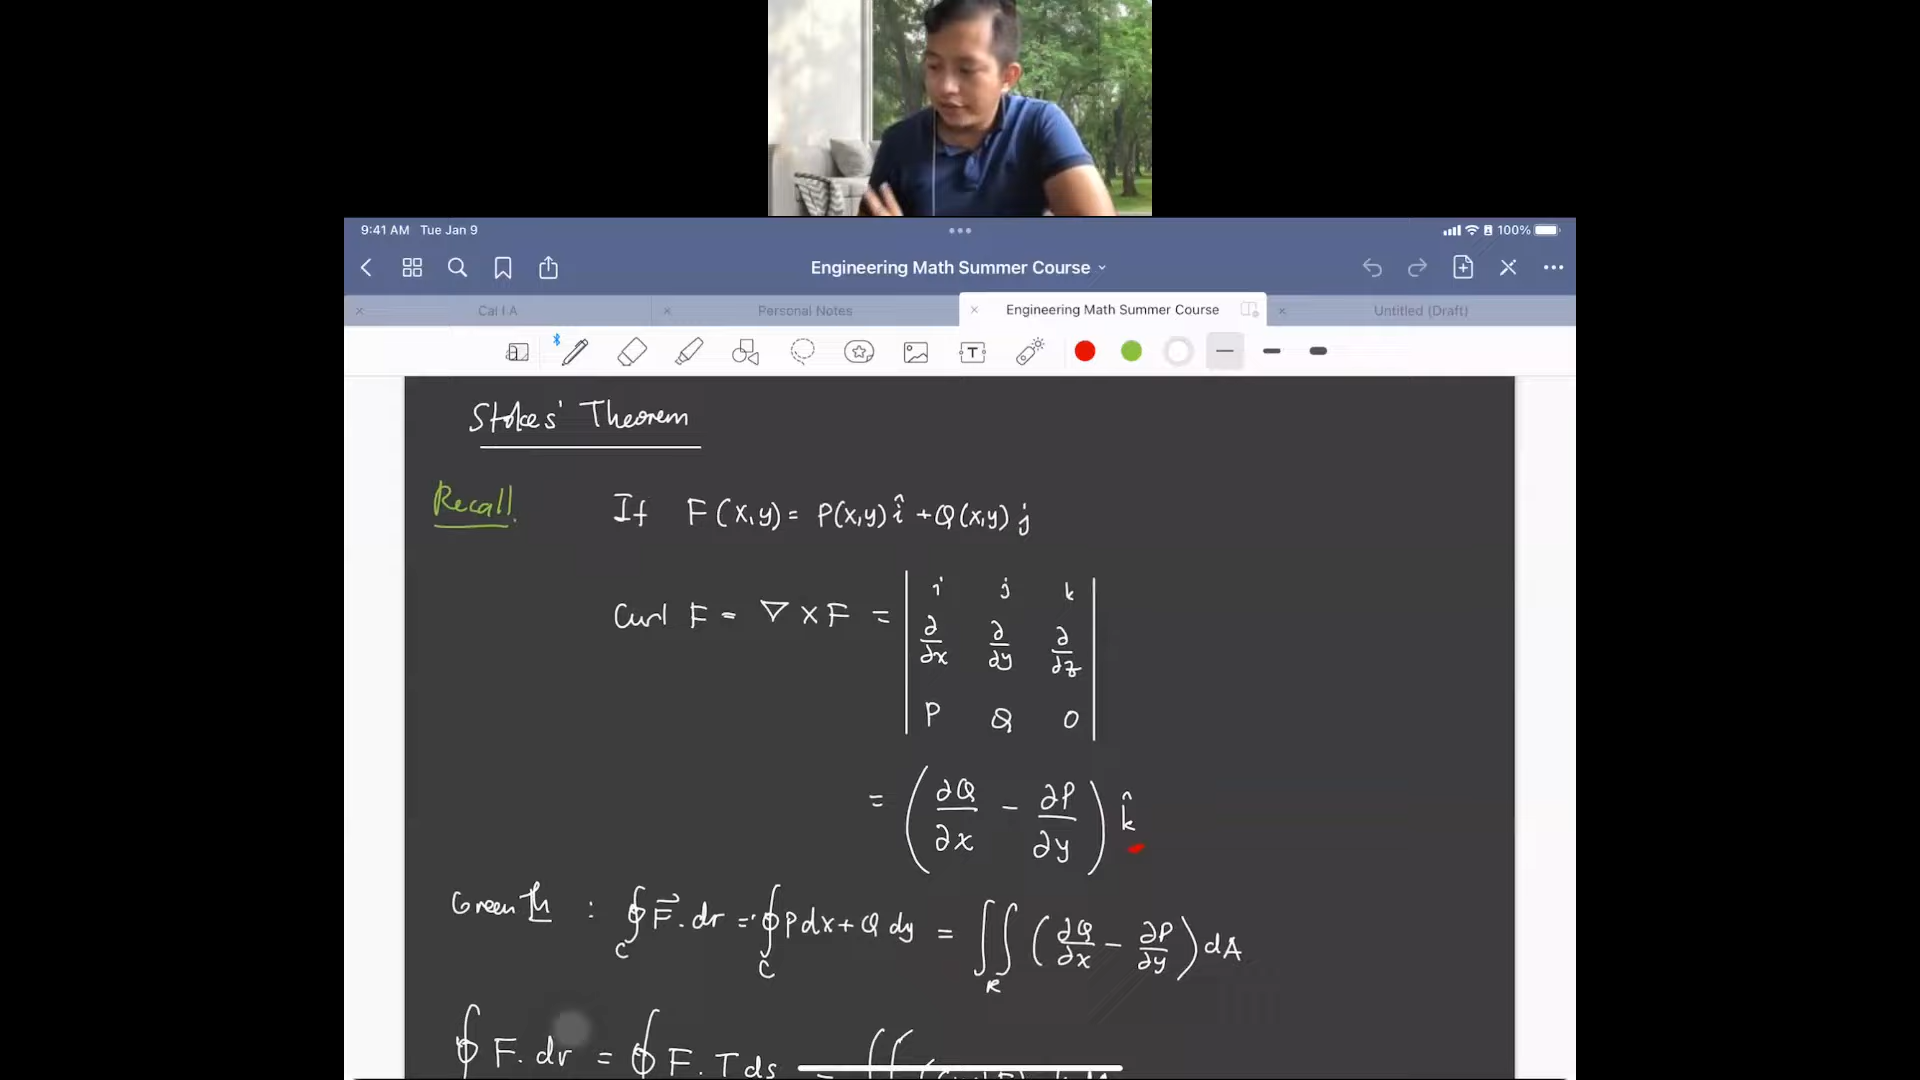 9:41 AM Tue Jan 9
100%
Engineering Math Summer Course
Cal I A
Personal Notes
Engineering Math Summer Course
Untitled (Draft)
Stokes' Theorem
Recall!
If F(x,y) = P(x,y) î + Q(x,y) j
Curl F = ∇ × F = | i j k
∂/∂x ∂/∂y ∂/∂z
P Q 0 |
= (∂Q/∂x − ∂P/∂y) k̂
Green Th : ∮_C F⃗ . dr = ∮_C P dx + Q dy = ∬_R (∂Q/∂x − ∂P/∂y) dA
∮ F. dr = ∮ F. T ds = ∬